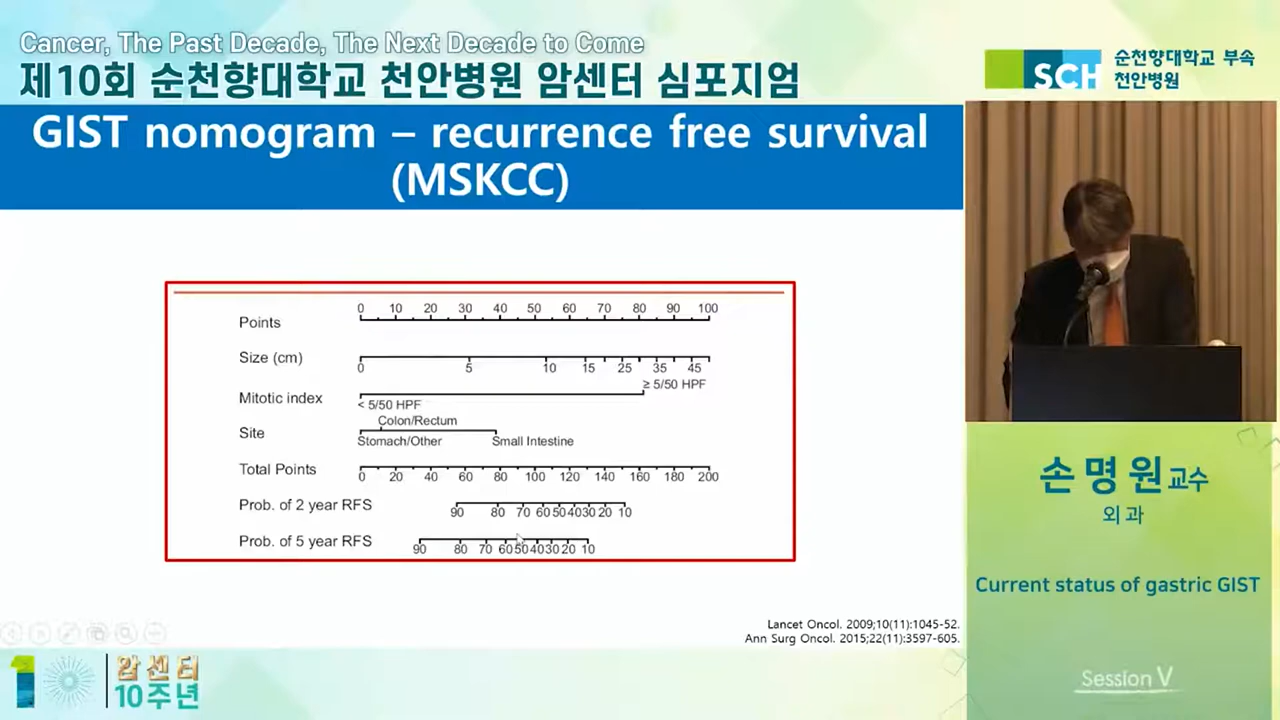 Cancer, The Past Decade, The Next Decade to Come
제10회 순천향대학교 천안병원 암센터 심포지엄
SCH 순천향대학교 부속
천안병원
GIST nomogram – recurrence free survival
(MSKCC)
Points 0 10 20 30 40 50 60 70 80 90 100
Size (cm) 0 5 10 15 25 35 45
Mitotic index < 5/50 HPF ≥ 5/50 HPF
Site Stomach/Other Colon/Rectum Small Intestine
Total Points 0 20 40 60 80 100 120 140 160 180 200
Prob. of 2 year RFS 90 80 70 60 50 40 30 20 10
Prob. of 5 year RFS 90 80 70 60 50 40 30 20 10
Lancet Oncol. 2009;10(11):1045-52.
Ann Surg Oncol. 2015;22(11):3597-605.
손명원 교수
외과
Current status of gastric GIST
Session V
10 암센터
10주년